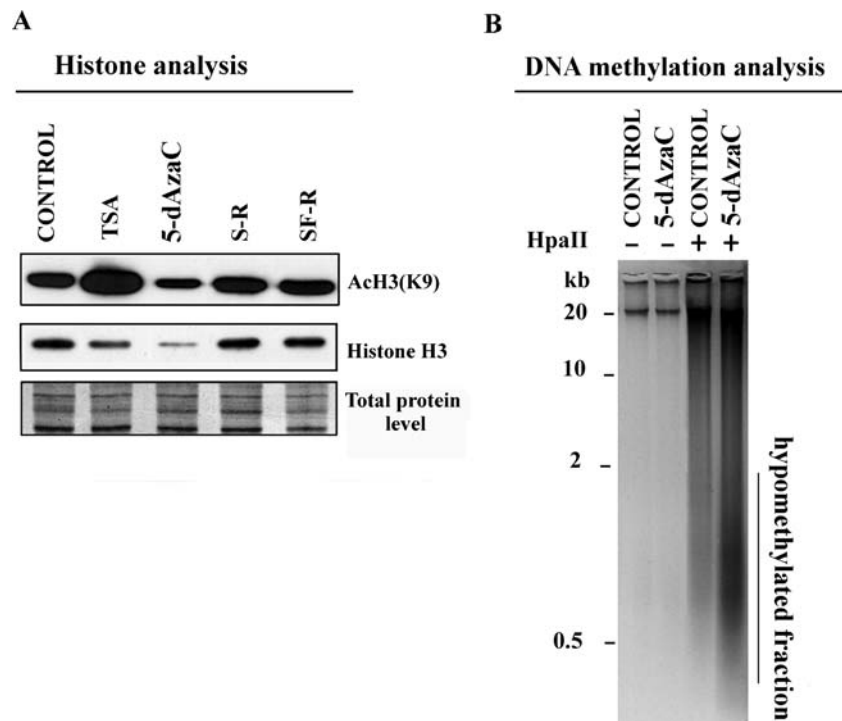 A
Histone analysis
CONTROL
TSA
5-dAzaC
S-R
SF-R
AcH3(K9)
Histone H3
Total protein
level
B
DNA methylation analysis
CONTROL
5-dAzaC
CONTROL
5-dAzaC
HpaII – – + +
kb
20
10
2
0.5
hypomethylated fraction